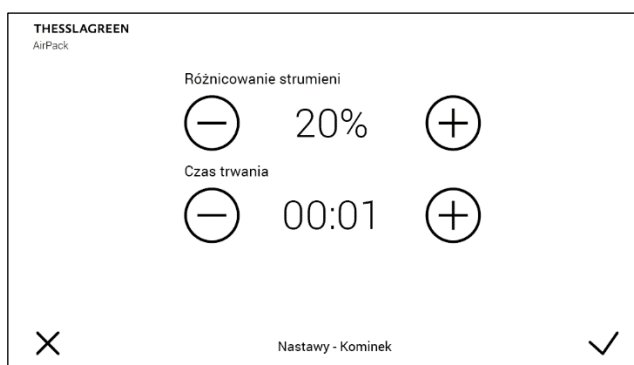 THESSLAGREEN
AirPack
Różnicowanie strumieni
20%
Czas trwania
00:01
Nastawy - Kominek